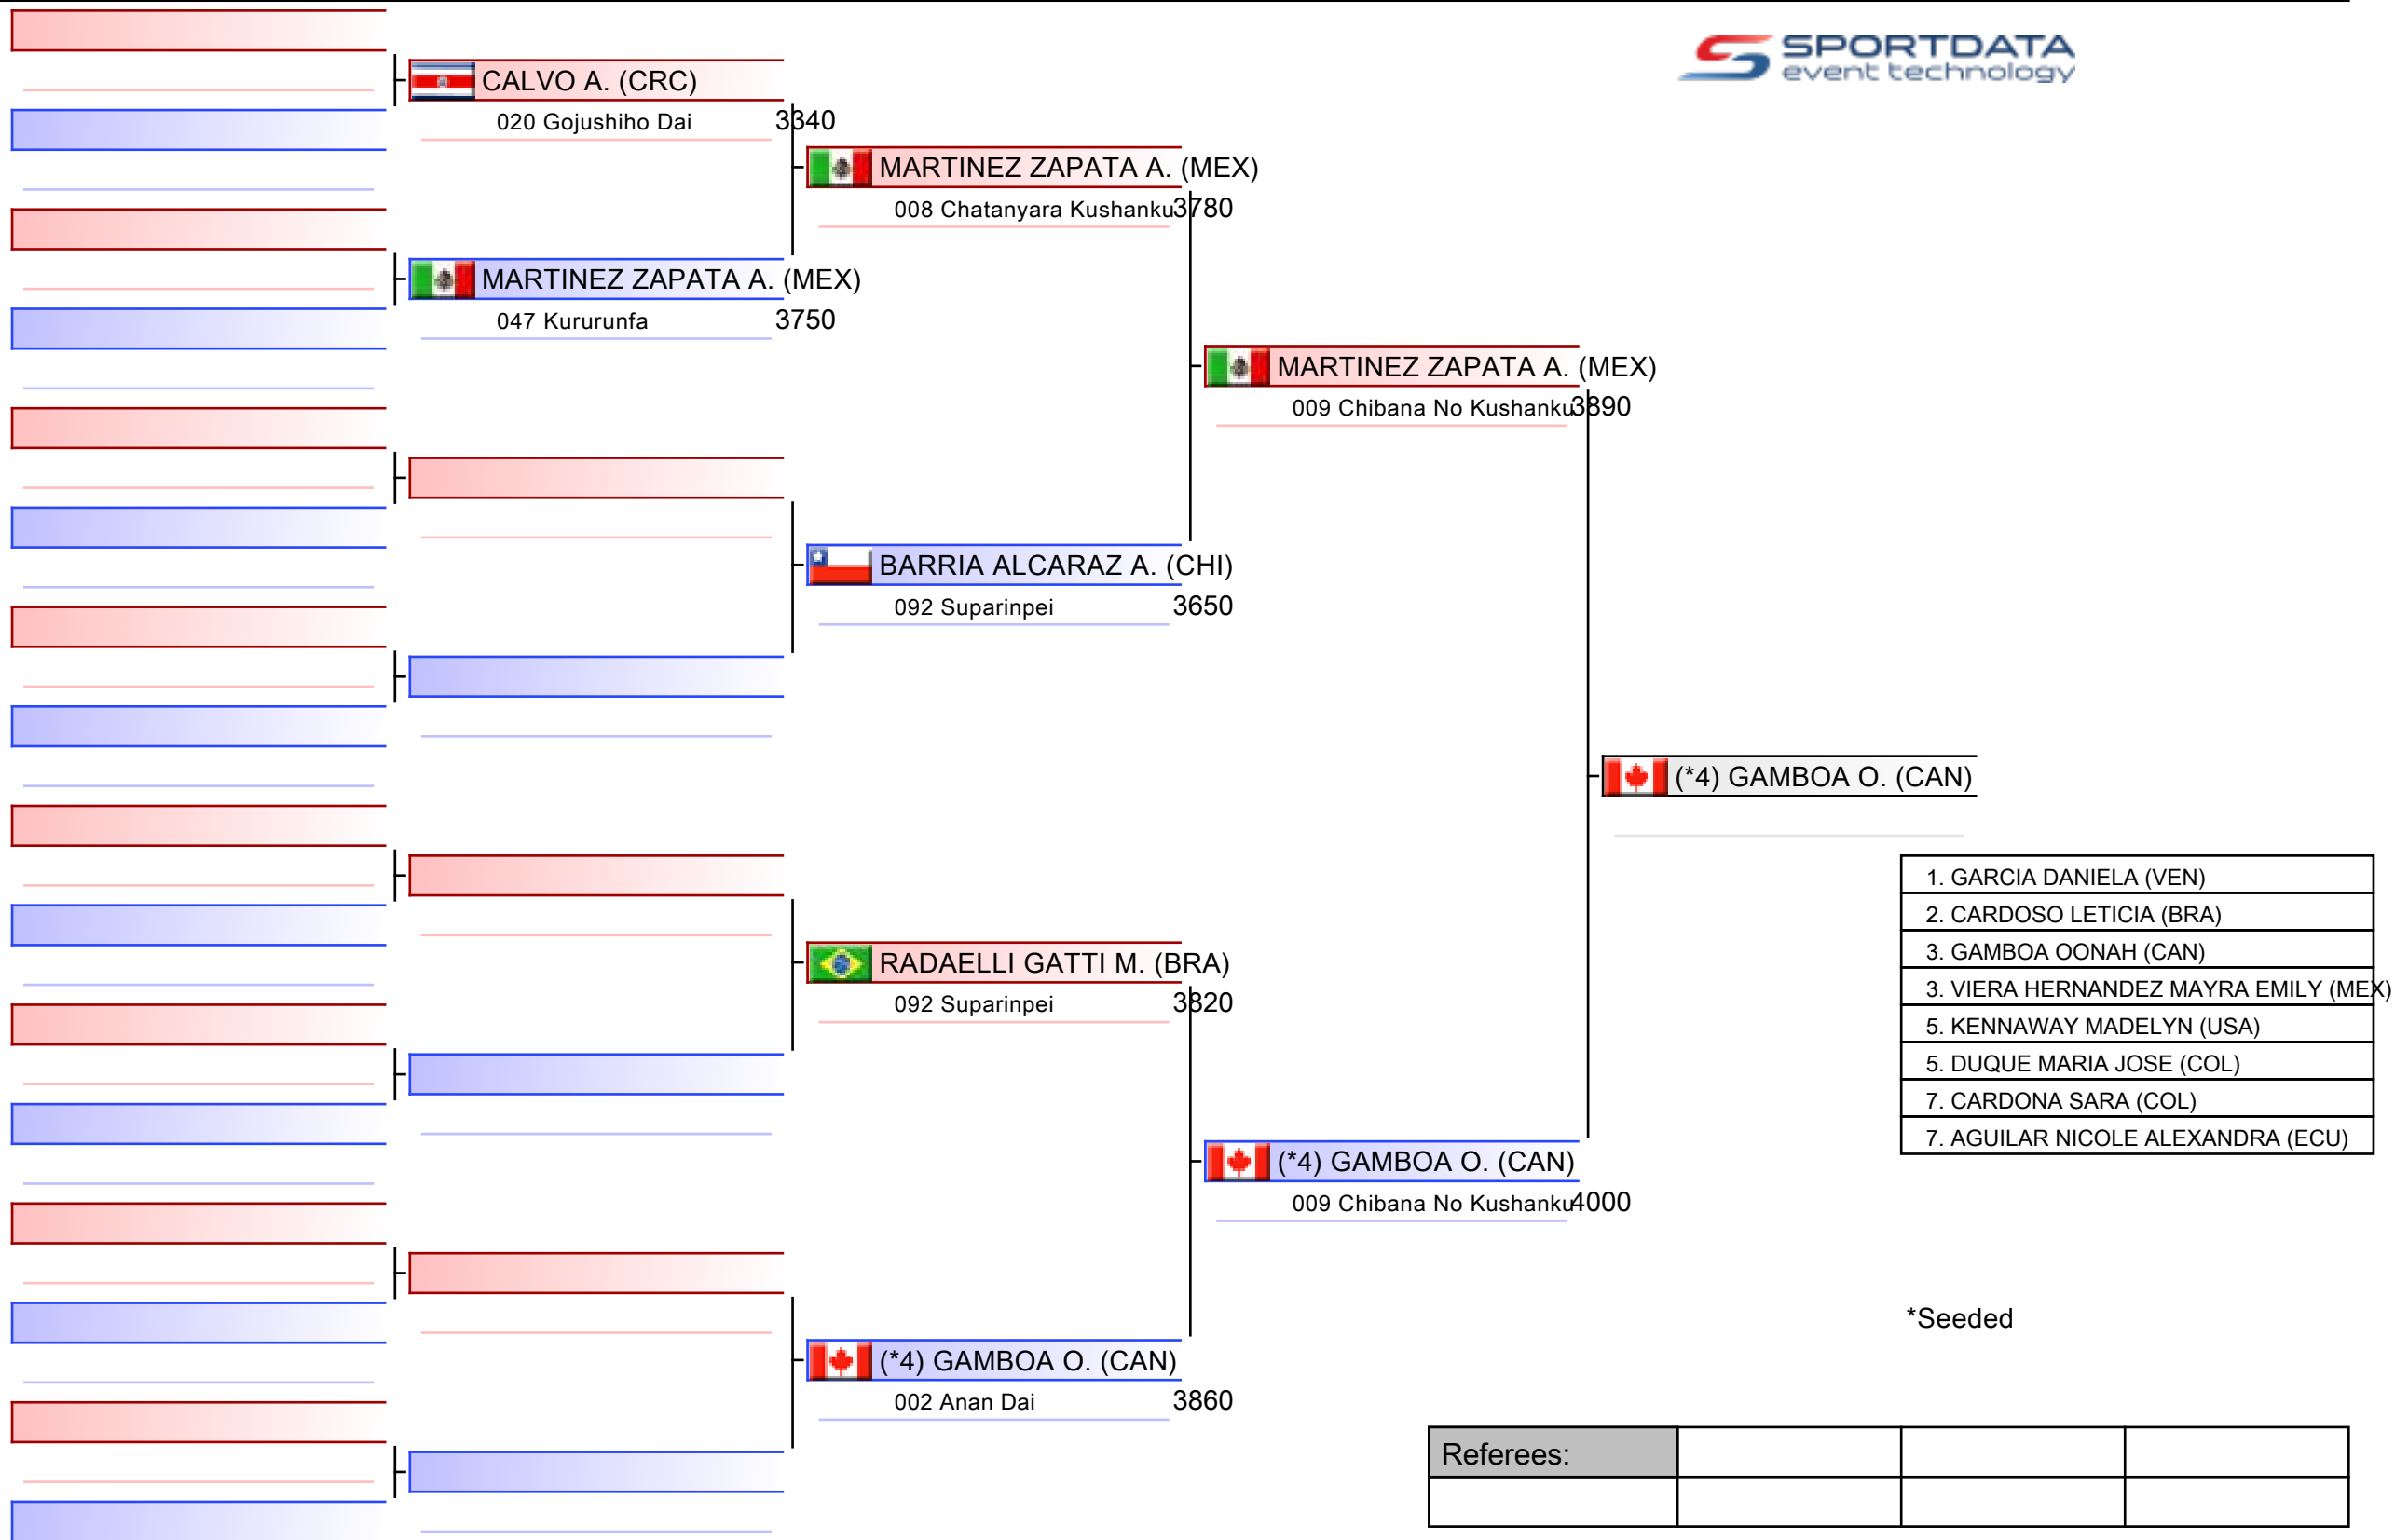 SPORTDATA
event technology
CALVO A. (CRC)
020 Gojushiho Dai 3340
MARTINEZ ZAPATA A. (MEX)
008 Chatanyara Kushanku 3780
MARTINEZ ZAPATA A. (MEX)
047 Kururunfa 3750
MARTINEZ ZAPATA A. (MEX)
009 Chibana No Kushanku 3890
BARRIA ALCARAZ A. (CHI)
092 Suparinpei 3650
(*4) GAMBOA O. (CAN)
1. GARCIA DANIELA (VEN)
2. CARDOSO LETICIA (BRA)
3. GAMBOA OONAH (CAN)
3. VIERA HERNANDEZ MAYRA EMILY (MEX)
5. KENNAWAY MADELYN (USA)
5. DUQUE MARIA JOSE (COL)
7. CARDONA SARA (COL)
7. AGUILAR NICOLE ALEXANDRA (ECU)
RADAELLI GATTI M. (BRA)
092 Suparinpei 3820
(*4) GAMBOA O. (CAN)
009 Chibana No Kushanku 4000
*Seeded
(*4) GAMBOA O. (CAN)
002 Anan Dai 3860
Referees: